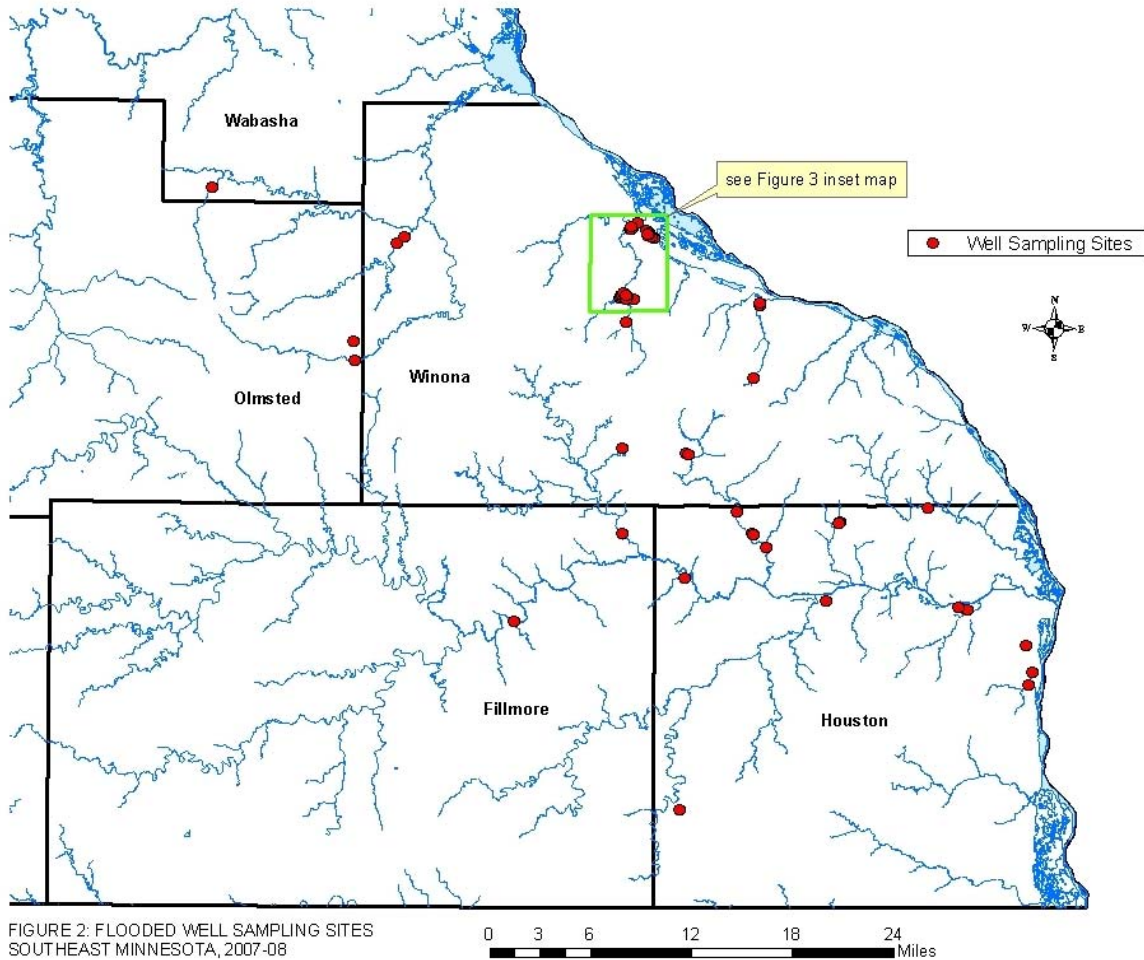 Wabasha
see Figure 3 inset map
Well Sampling Sites
N
W E
S
Winona
Olmsted
Fillmore
Houston
FIGURE 2: FLOODED WELL SAMPLING SITES
SOUTHEAST MINNESOTA, 2007-08
0 3 6 12 18 24
Miles